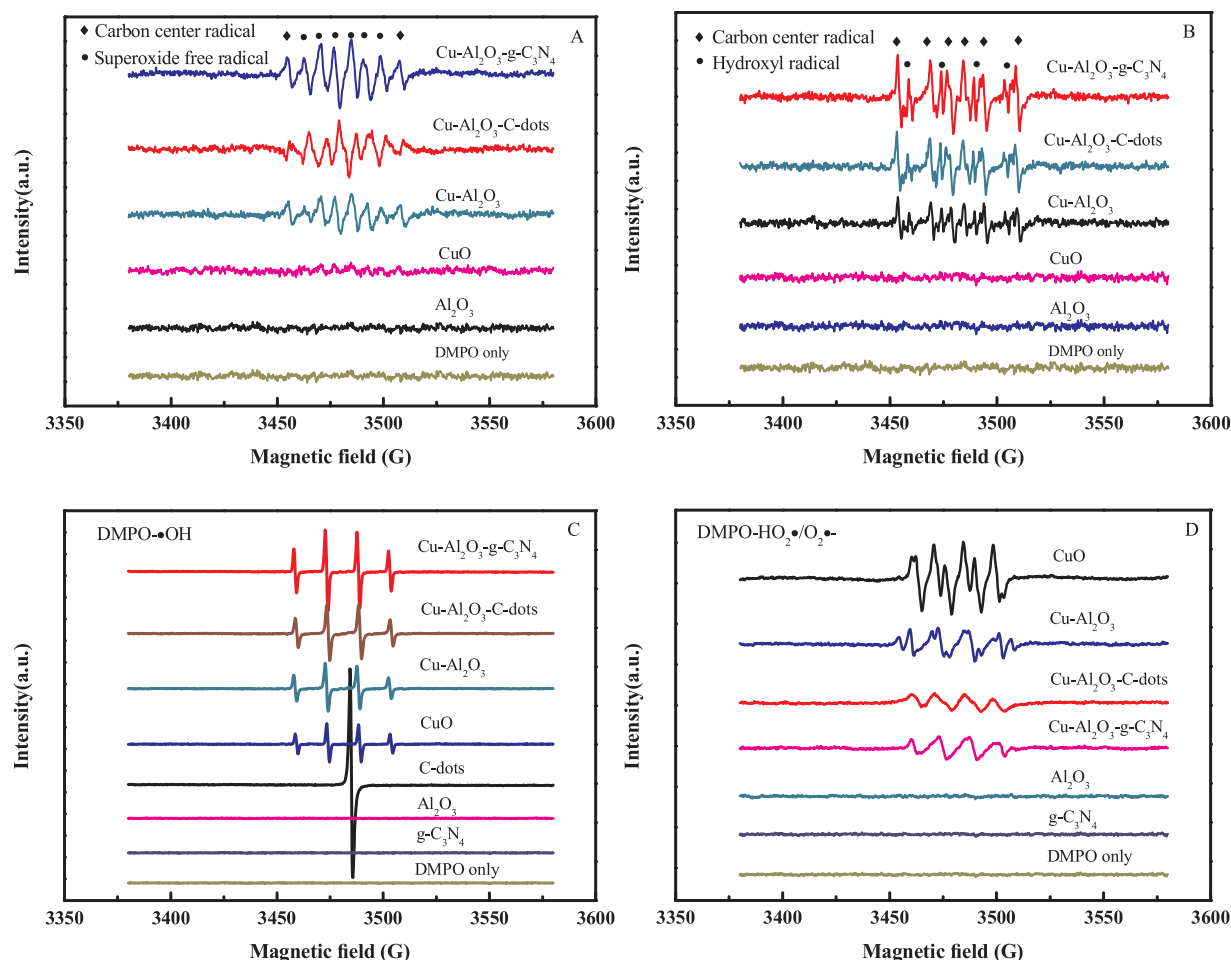 ◆ Carbon center radical
● Superoxide free radical
A
Cu-Al₂O₃-g-C₃N₄
Cu-Al₂O₃-C-dots
Cu-Al₂O₃
CuO
Al₂O₃
DMPO only
Intensity(a.u.)
3350 3400 3450 3500 3550 3600
Magnetic field (G)
◆ Carbon center radical
● Hydroxyl radical
B
Cu-Al₂O₃-g-C₃N₄
Cu-Al₂O₃-C-dots
Cu-Al₂O₃
CuO
Al₂O₃
DMPO only
Intensity(a.u.)
3350 3400 3450 3500 3550 3600
Magnetic field (G)
DMPO-●OH
C
Cu-Al₂O₃-g-C₃N₄
Cu-Al₂O₃-C-dots
Cu-Al₂O₃
CuO
C-dots
Al₂O₃
g-C₃N₄
DMPO only
Intensity(a.u.)
3350 3400 3450 3500 3550 3600
Magnetic field (G)
DMPO-HO₂●/O₂●-
D
CuO
Cu-Al₂O₃
Cu-Al₂O₃-C-dots
Cu-Al₂O₃-g-C₃N₄
Al₂O₃
g-C₃N₄
DMPO only
Intensity(a.u.)
3350 3400 3450 3500 3550 3600
Magnetic field (G)